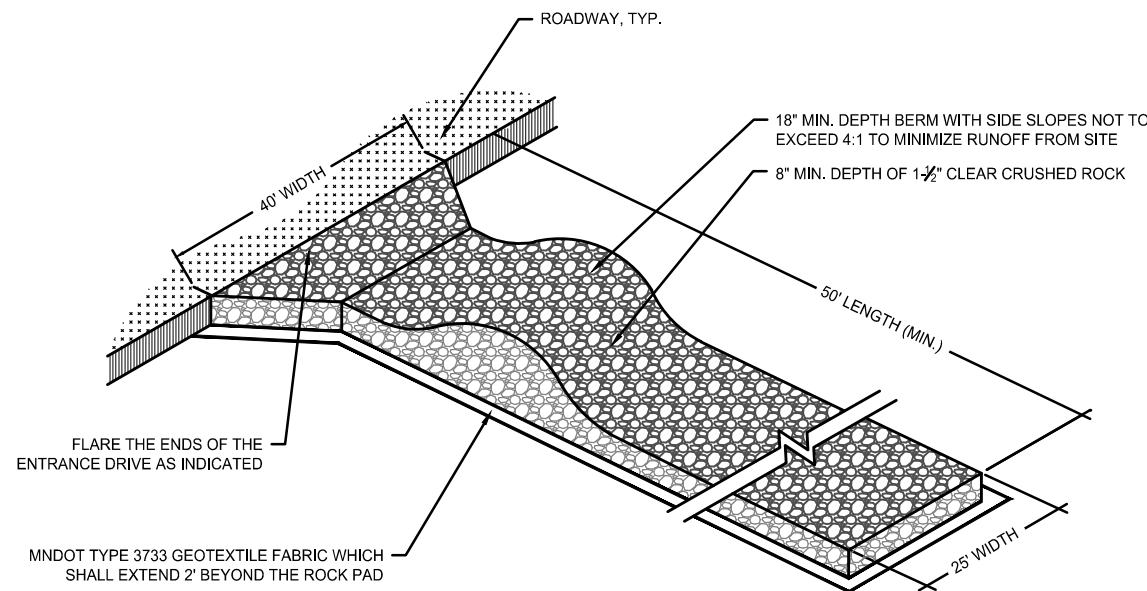 ROADWAY, TYP.
18" MIN. DEPTH BERM WITH SIDE SLOPES NOT TO
EXCEED 4:1 TO MINIMIZE RUNOFF FROM SITE
8" MIN. DEPTH OF 1-½" CLEAR CRUSHED ROCK
40' WIDTH
50' LENGTH (MIN.)
FLARE THE ENDS OF THE
ENTRANCE DRIVE AS INDICATED
MNDOT TYPE 3733 GEOTEXTILE FABRIC WHICH
SHALL EXTEND 2' BEYOND THE ROCK PAD
25' WIDTH